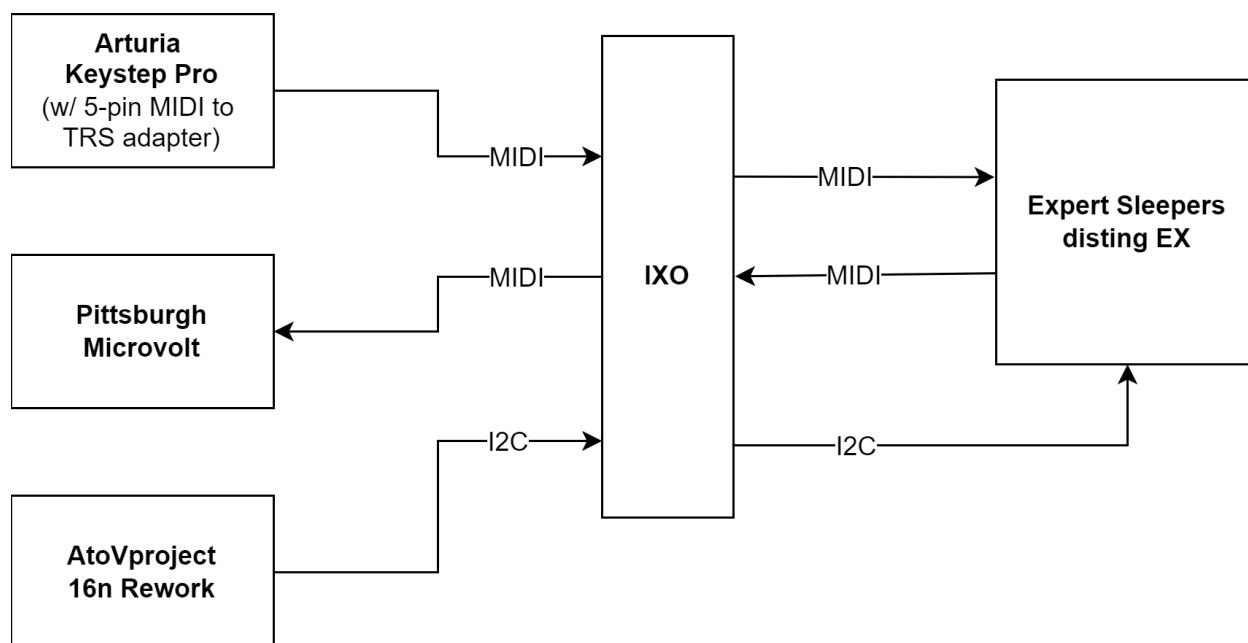 Arturia
Keystep Pro
(w/ 5-pin MIDI to
TRS adapter)
MIDI
MIDI
Expert Sleepers
disting EX
IXO
MIDI
MIDI
Pittsburgh
Microvolt
I2C
I2C
AtoVproject
16n Rework